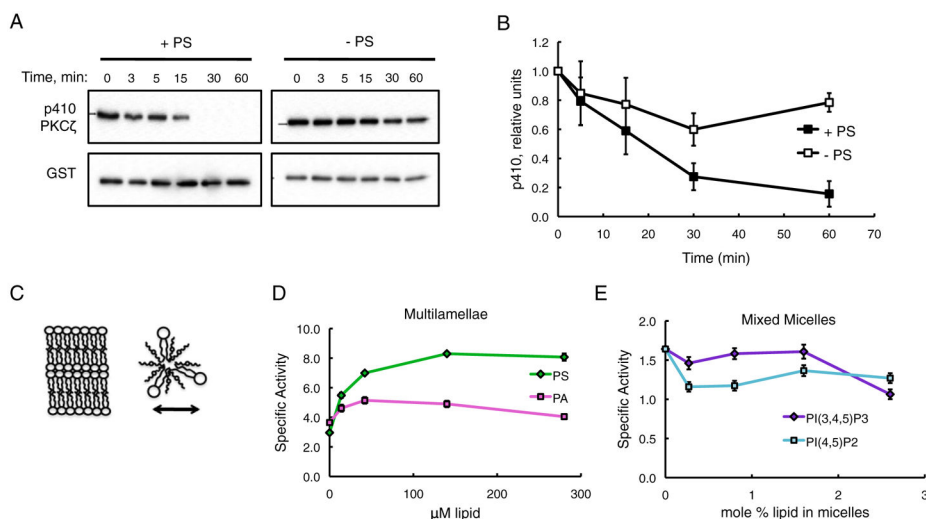 A
+ PS
- PS
Time, min: 0 3 5 15 30 60 0 3 5 15 30 60
p410
PKCζ
GST
B
p410, relative units
1.2
1.0
0.8
0.6
0.4
0.2
0.0
0 10 20 30 40 50 60 70
Time (min)
+ PS
- PS
C
D
Multilamellae
Specific Activity
10.0
8.0
6.0
4.0
2.0
0 100 200 300
µM lipid
PS
PA
E
Mixed Micelles
Specific Activity
2.0
1.5
1.0
0.5
0.0
0 1 2 3
mole % lipid in micelles
PI(3,4,5)P3
PI(4,5)P2